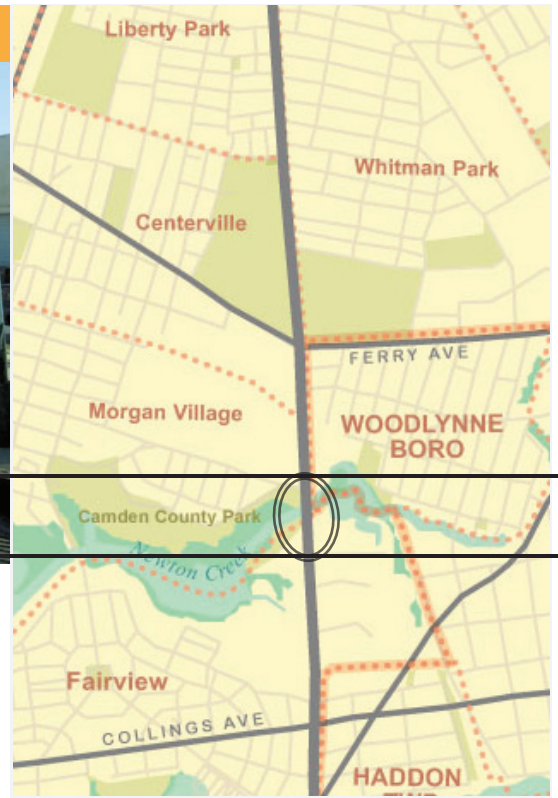 Liberty Park
Whitman Park
Centerville
FERRY AVE
Morgan Village
WOODLYNNE
BORO
Camden County Park
Newton Creek
Fairview
COLLINGS AVE
HADDON
TWP